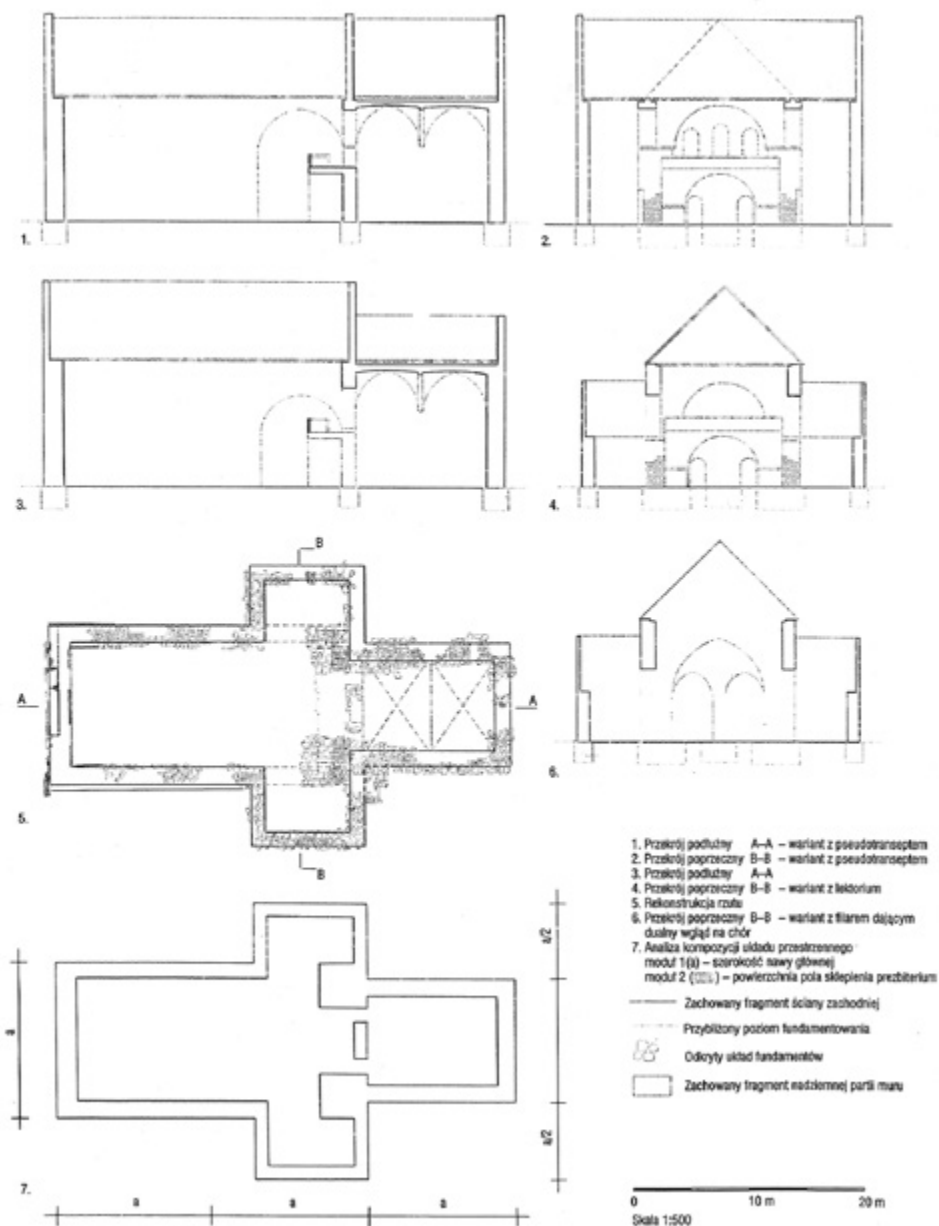 1.
2.
3.
4.
B
A
A
5.
B
6.
1. Przekrój podłużny A–A – wariant z pseudotranseptem
2. Przekrój poprzeczny B–B – wariant z pseudotranseptem
3. Przekrój podłużny A–A
4. Przekrój poprzeczny B–B – wariant z lektorium
5. Rekonstrukcja rzutu
6. Przekrój poprzeczny B–B – wariant z filarem dającym
dualny wgląd na chór
7. Analiza kompozycji układu przestrzennego
moduł 1(a) – szerokość nawy głównej
moduł 2 ( ) – powierzchnia pola sklepienia prezbiterium
Zachowany fragment ściany zachodniej
Przybliżony poziom fundamentowania
Odkryty układ fundamentów
Zachowany fragment nadziemnej partii muru
a
a/2
a/2
7.
a
a
a
0 10 m 20 m
Skala 1:500